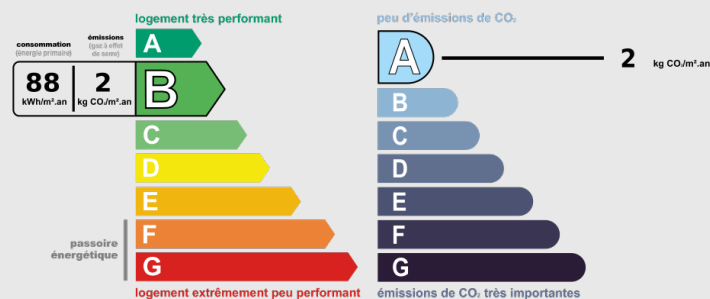 logement très performant
consommation
(énergie primaire)
émissions
(gaz à effet
de serre)
A
88
kWh/m².an
2
kg CO₂/m².an
B
C
D
E
F
G
passoire
énergétique
logement extrêmement peu performant
peu d'émissions de CO₂
A
2
kg CO₂/m².an
B
C
D
E
F
G
émissions de CO₂ très importantes